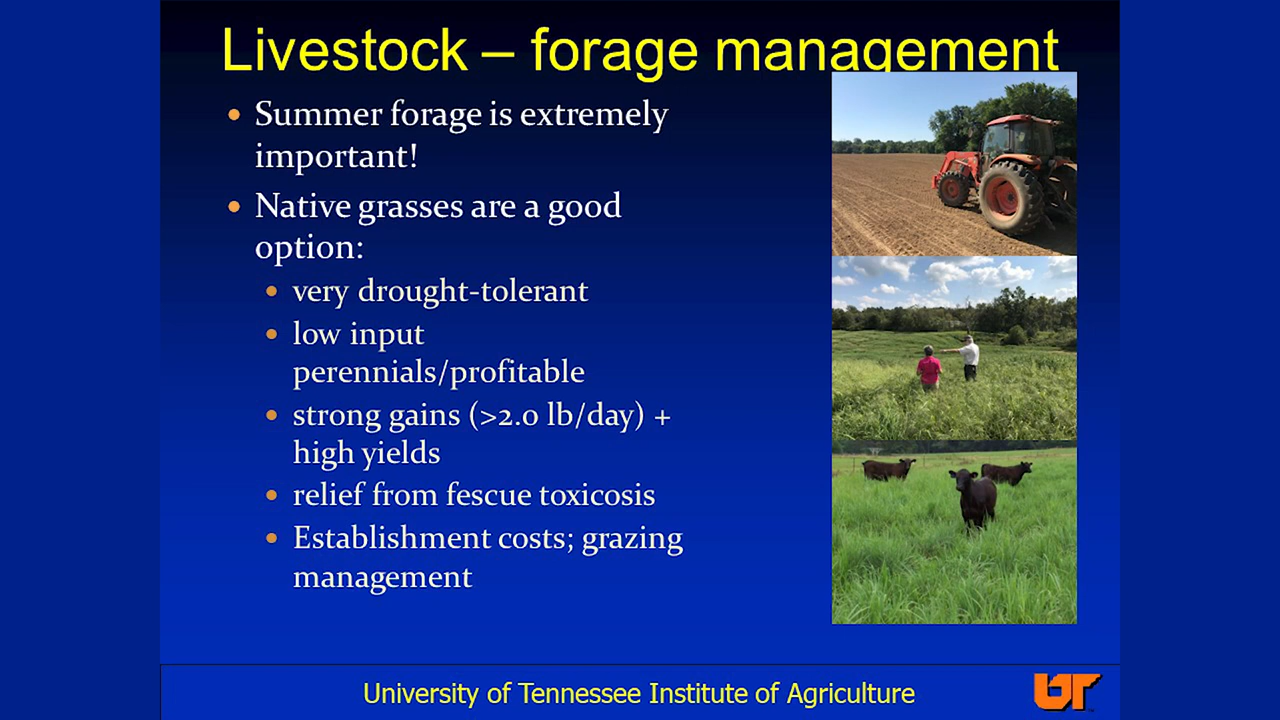 Livestock – forage management
• Summer forage is extremely
important!
• Native grasses are a good
option:
• very drought-tolerant
• low input
perennials/profitable
• strong gains (>2.0 lb/day) +
high yields
• relief from fescue toxicosis
• Establishment costs; grazing
management
University of Tennessee Institute of Agriculture
UT